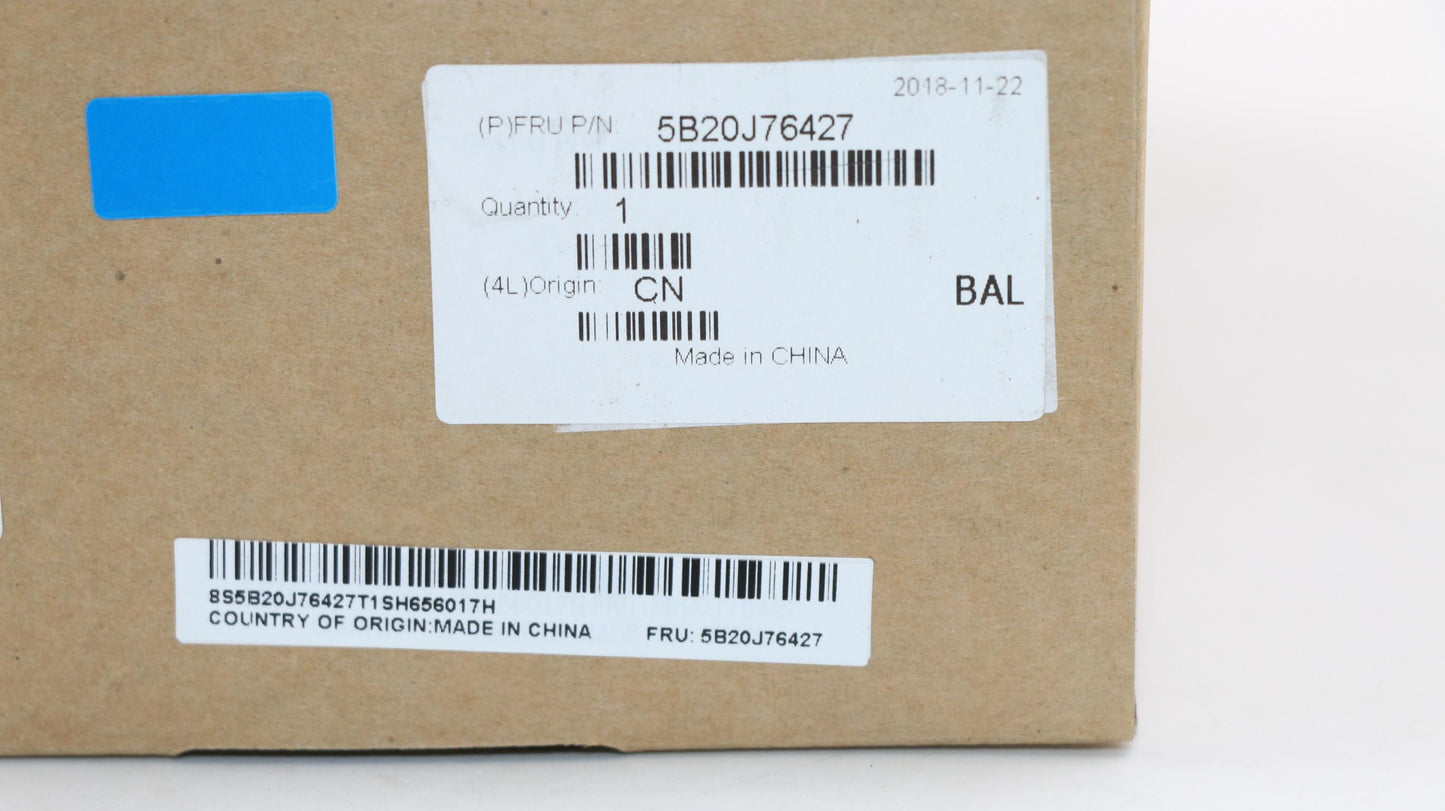 2018-11-22
(P)FRU P/N: 5B20J76427
Quantity: 1
(4L)Origin: CN
BAL
Made in CHINA
8S5B20J76427T1SH656017H
COUNTRY OF ORIGIN:MADE IN CHINA FRU: 5B20J76427